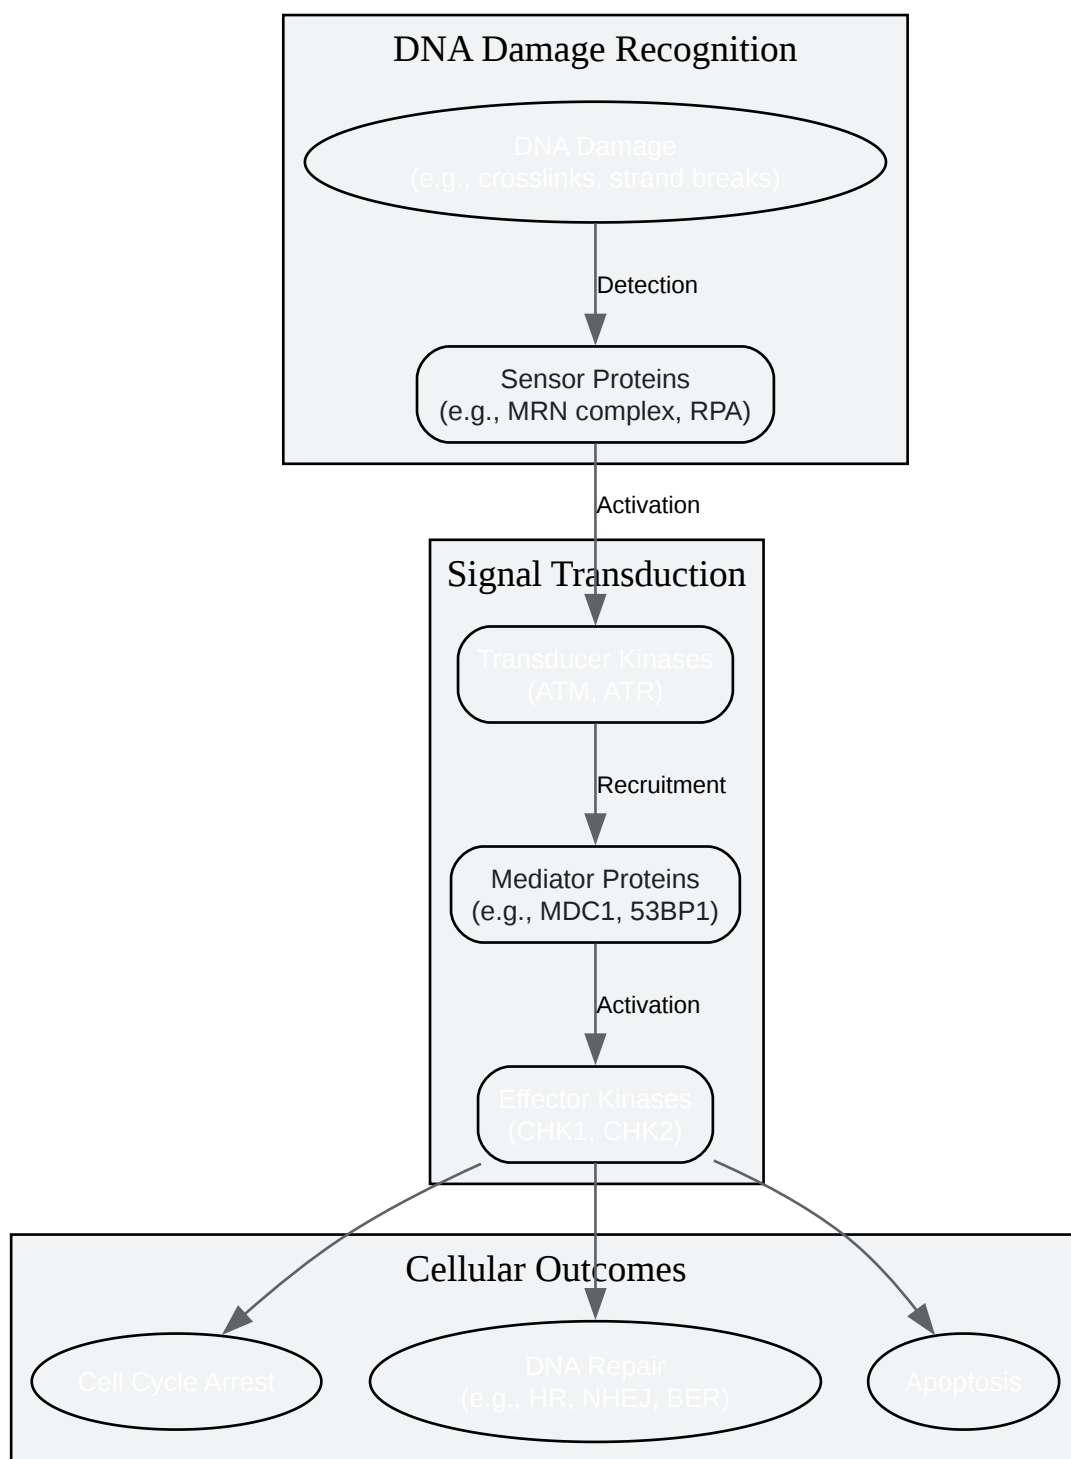 DNA Damage Recognition
DNA Damage
(e.g., crosslinks, strand breaks)
Detection
Sensor Proteins
(e.g., MRN complex, RPA)
Activation
Signal Transduction
Transducer Kinases
(ATM, ATR)
Recruitment
Mediator Proteins
(e.g., MDC1, 53BP1)
Activation
Effector Kinases
(CHK1, CHK2)
Cellular Outcomes
Cell Cycle Arrest
DNA Repair
(e.g., HR, NHEJ, BER)
Apoptosis